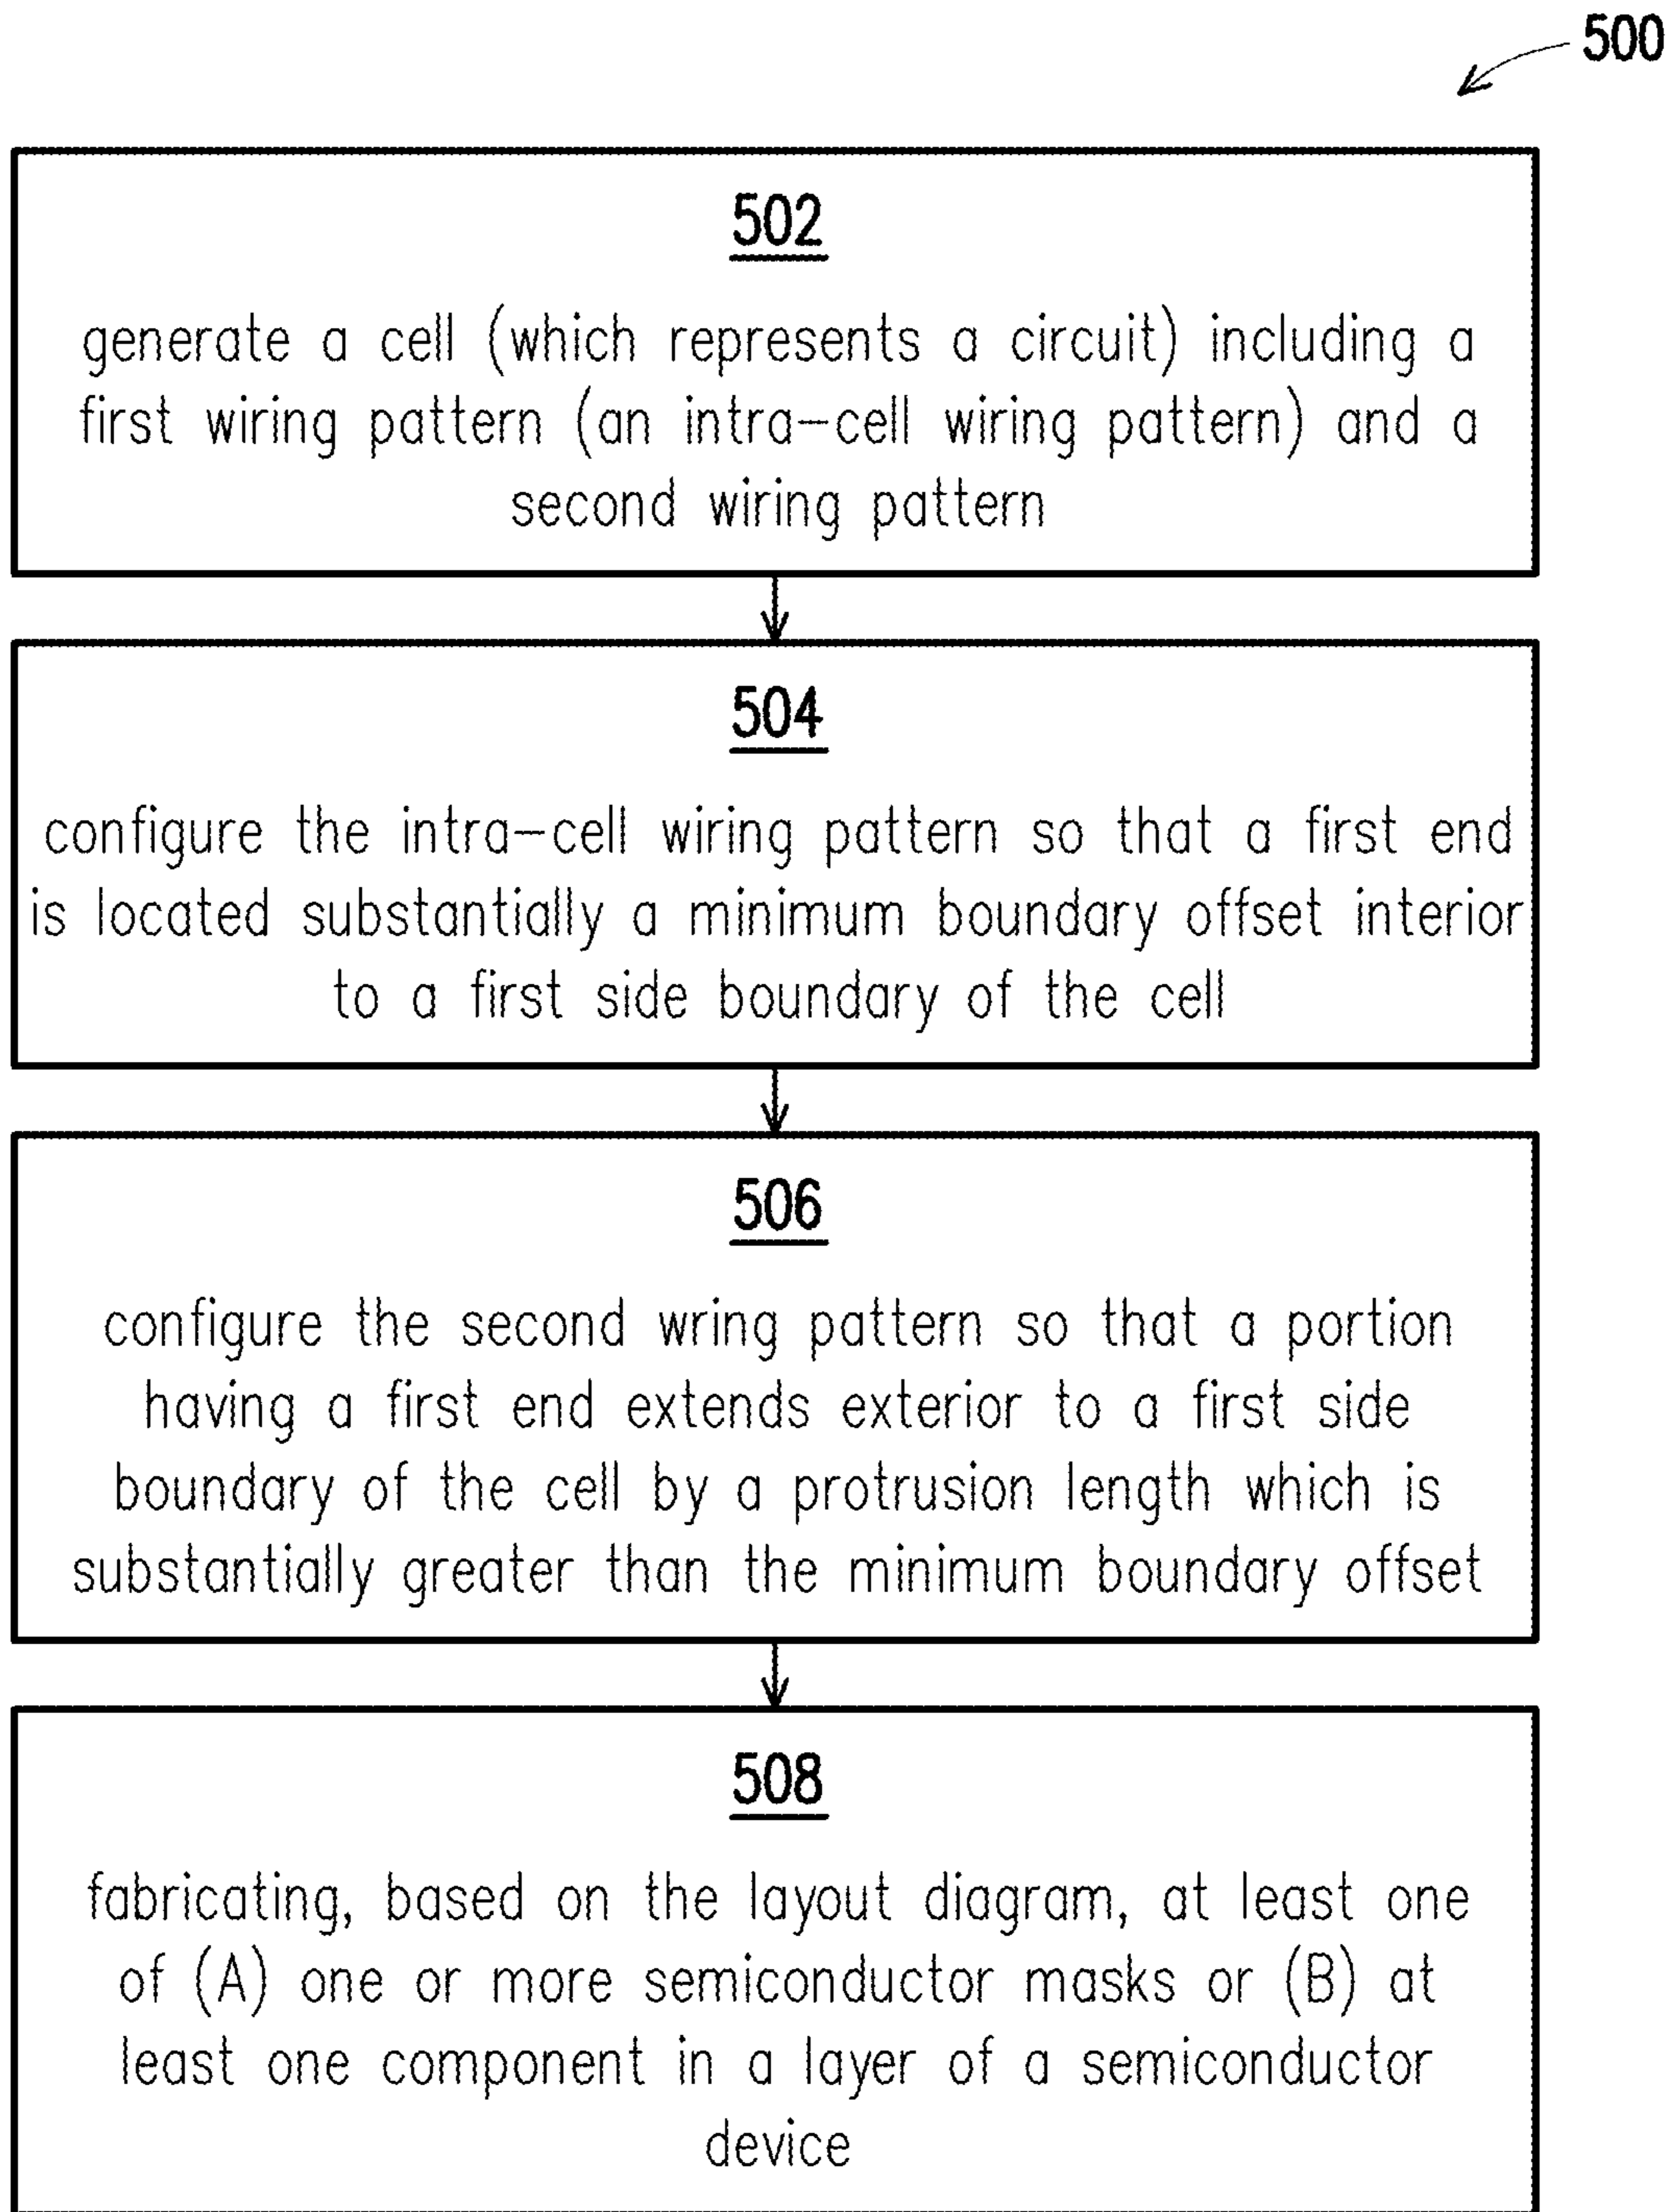 500
502
generate a cell (which represents a circuit) including a
first wiring pattern (an intra-cell wiring pattern) and a
second wiring pattern
504
configure the intra-cell wiring pattern so that a first end
is located substantially a minimum boundary offset interior
to a first side boundary of the cell
506
configure the second wring pattern so that a portion
having a first end extends exterior to a first side
boundary of the cell by a protrusion length which is
substantially greater than the minimum boundary offset
508
fabricating, based on the layout diagram, at least one
of (A) one or more semiconductor masks or (B) at
least one component in a layer of a semiconductor
device